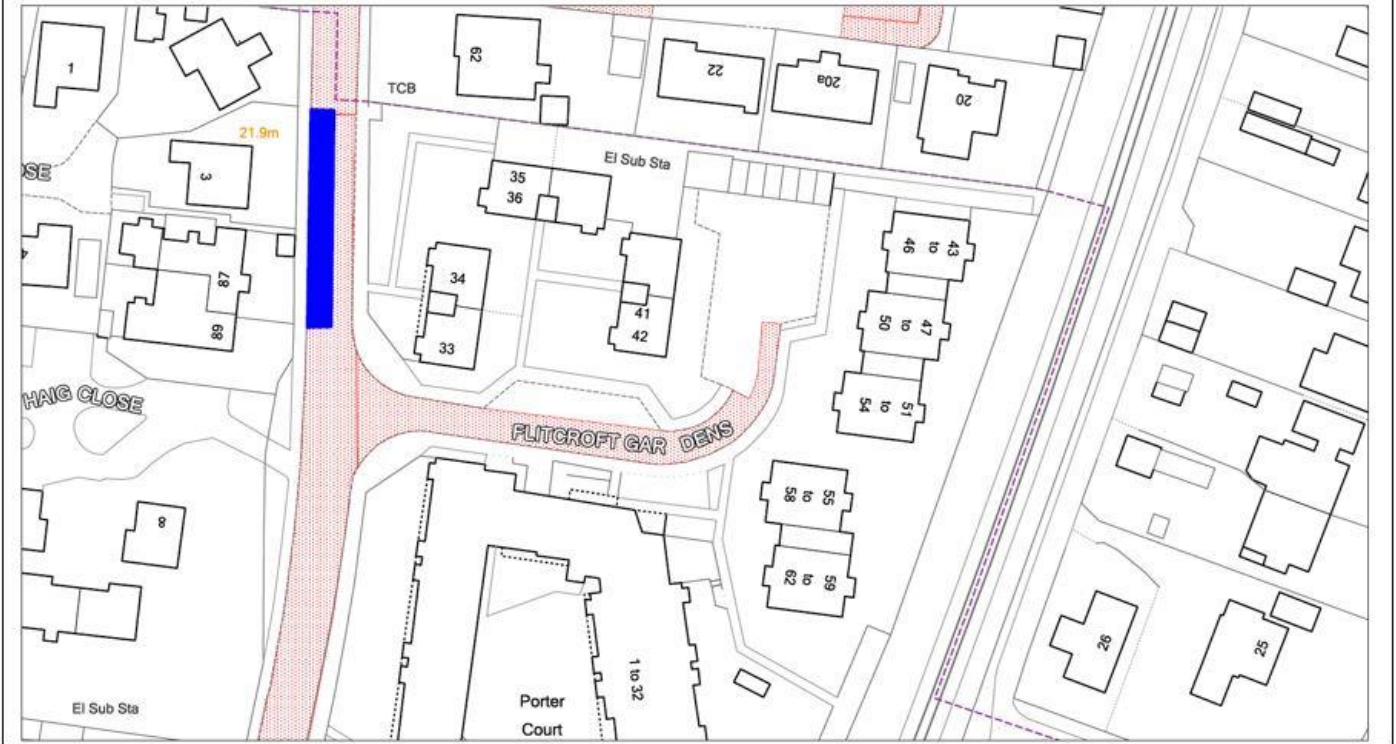 1
62
22
20a
20
TCB
21.9m
El Sub Sta
OSE
3
35
36
43
to
46
87
89
34
33
41
42
47
to
50
51
to
54
HAIG CLOSE
FLITCROFT GAR DENS
55
to
58
59
to
62
8
1 to 32
26
25
El Sub Sta
Porter
Court